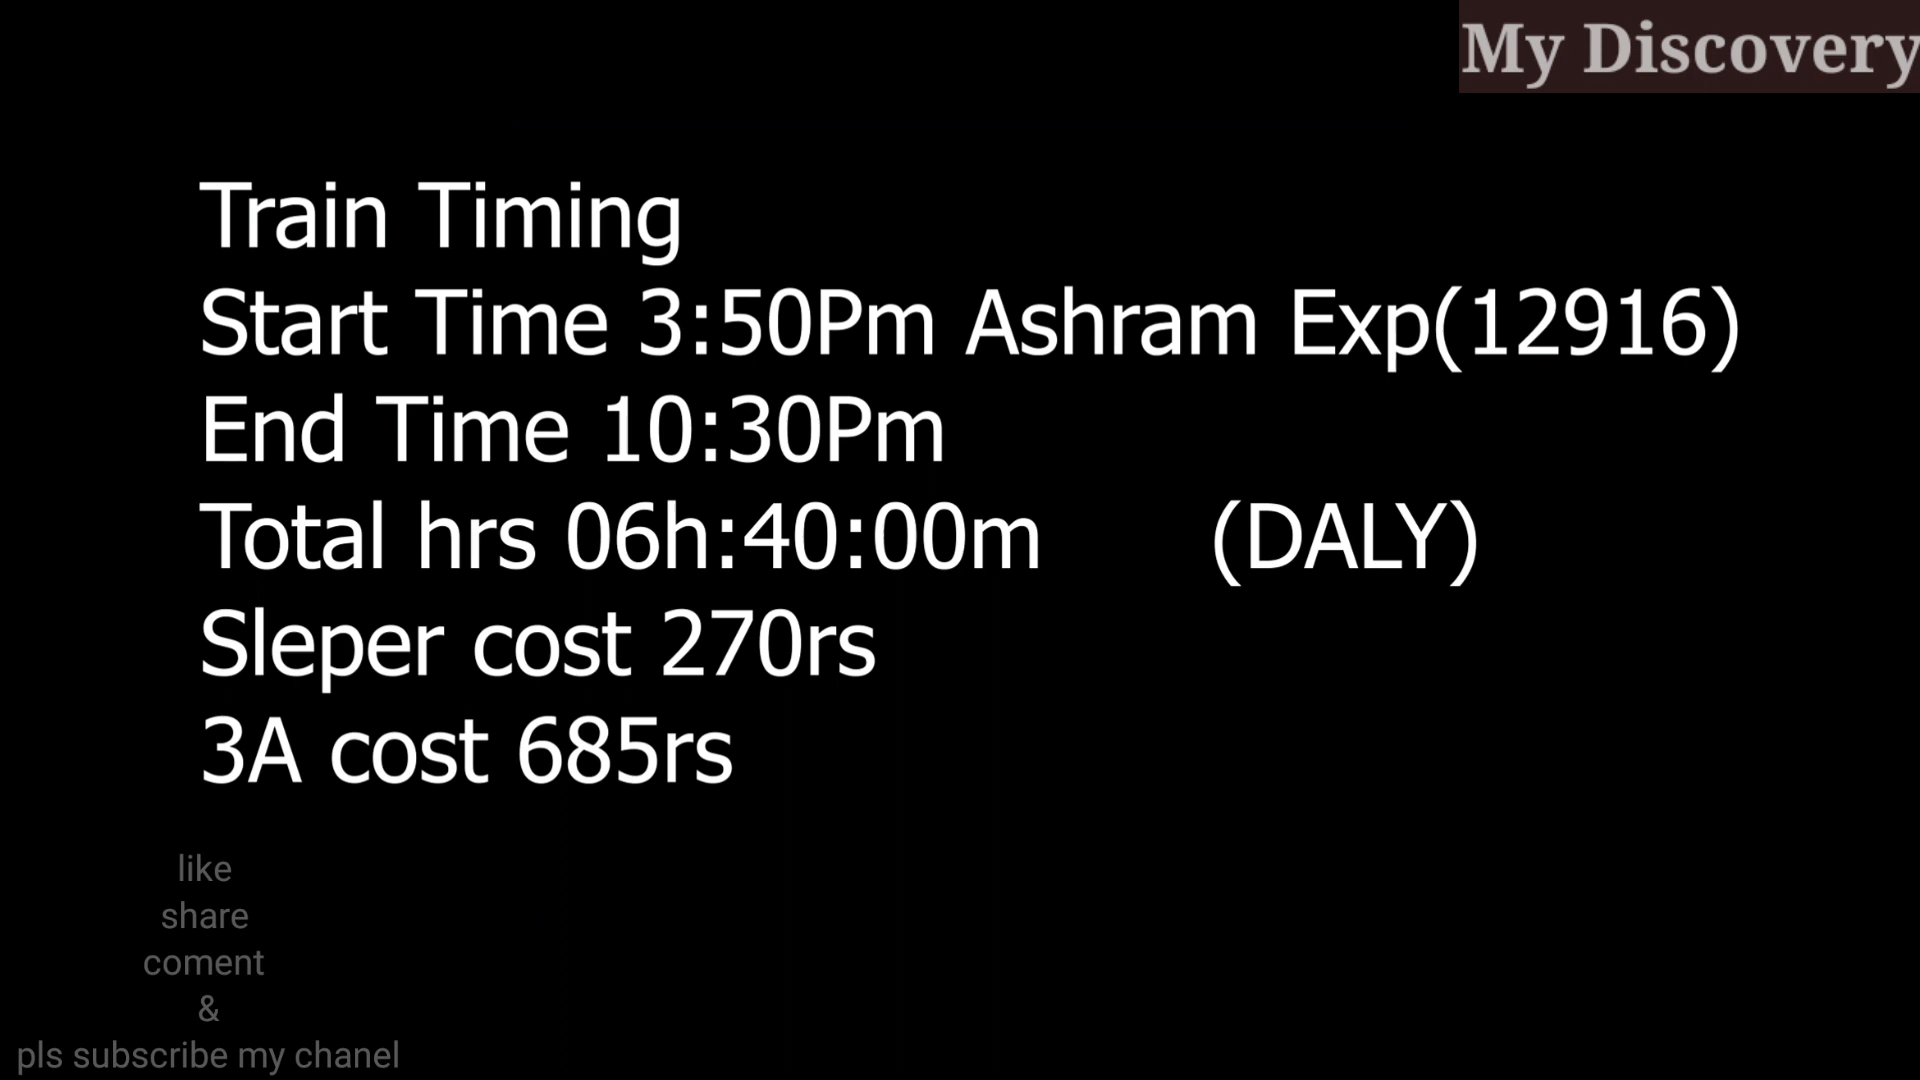 My Discovery
Train Timing
Start Time 3:50Pm Ashram Exp(12916)
End Time 10:30Pm
Total hrs 06h:40:00m (DALY)
Sleper cost 270rs
3A cost 685rs
like
share
coment
&
pls subscribe my chanel